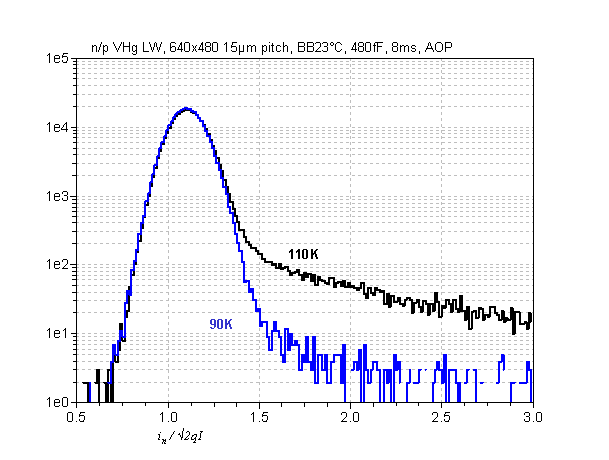 n/p VHg LW, 640x480 15µm pitch, BB23°C, 480fF, 8ms, AOP
1e5
1e4
1e3
1e2
1e1
1e0
110K
90K
0.5 1.0 1.5 2.0 2.5 3.0
in / √2qI